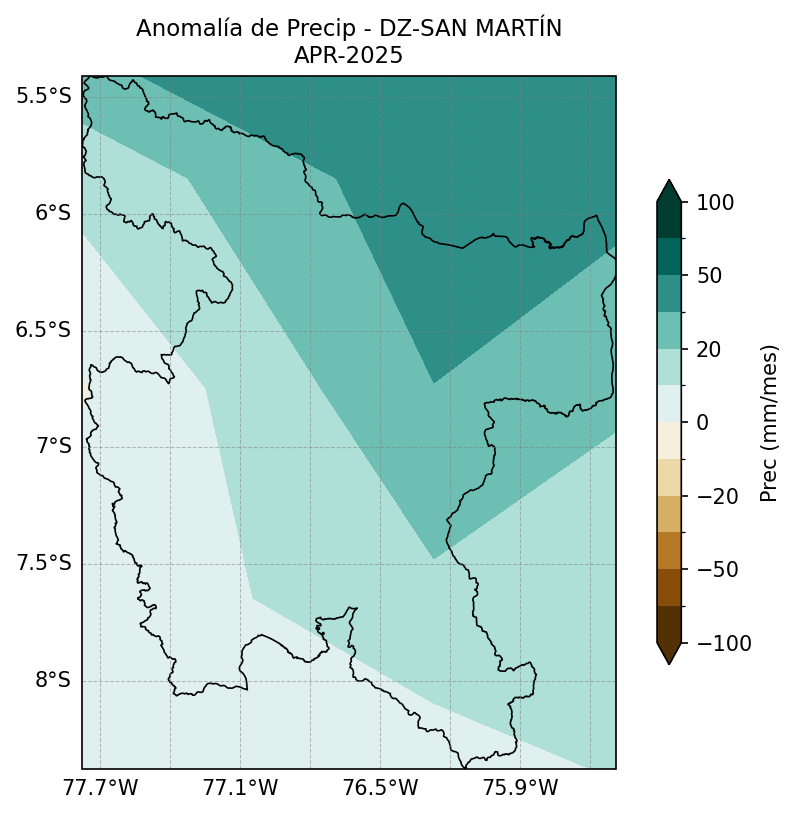 Anomalía de Precip - DZ-SAN MARTÍN
APR-2025
5.5°S
6°S
6.5°S
7°S
7.5°S
8°S
77.7°W
77.1°W
76.5°W
75.9°W
100
50
20
0
−20
−50
−100
Prec (mm/mes)